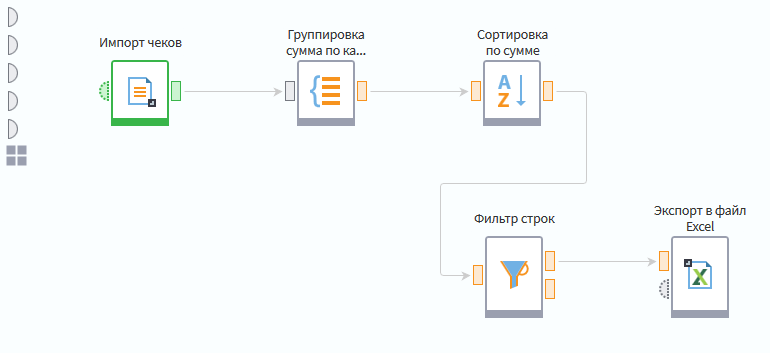 Импорт чеков
Группировка
сумма по ка...
Сортировка
по сумме
A
Z
Фильтр строк
Экспорт в файл
Excel
X